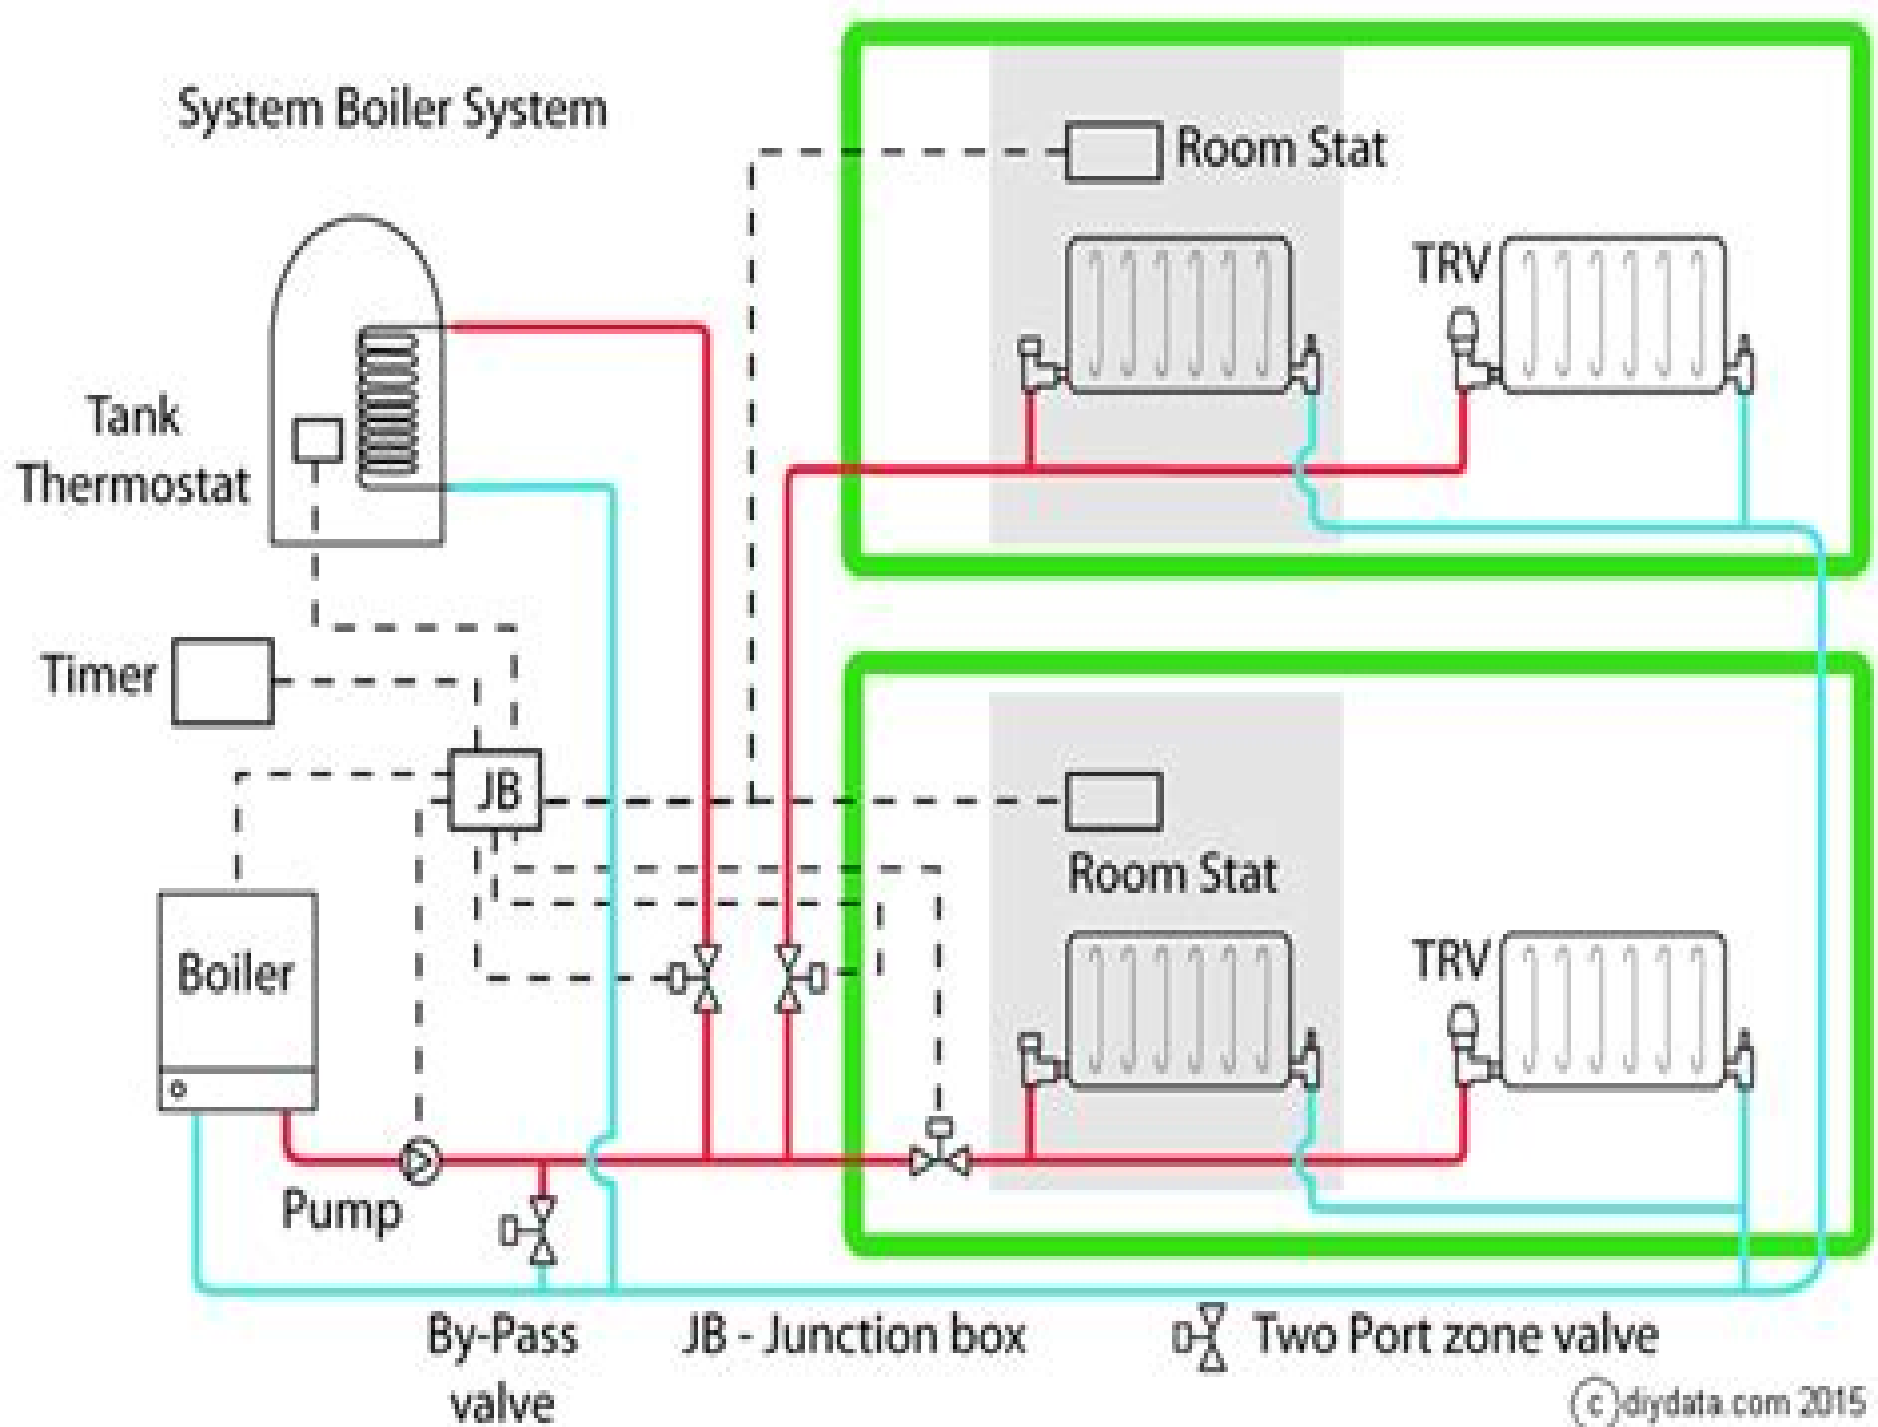 System Boiler System
Room Stat
TRV
Tank
Thermostat
Timer
JB
Room Stat
Boiler
TRV
Pump
By-Pass
valve
JB - Junction box
Two Port zone valve
©diydata.com 2015